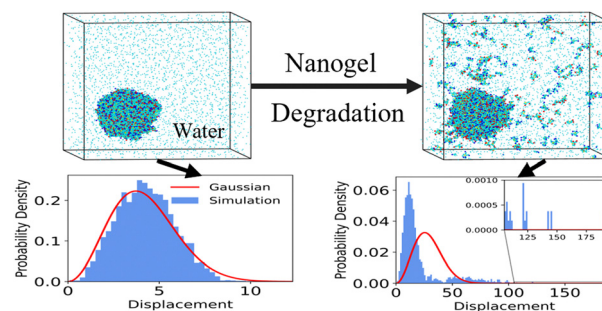 Nanogel
Degradation
Water
Probability Density
0.2
0.1
0.0
0
5
10
Displacement
Gaussian
Simulation
Probability Density
0.06
0.04
0.02
0.00
0
50
100
150
Displacement
0.0010
0.0005
0.0000
125
150
175